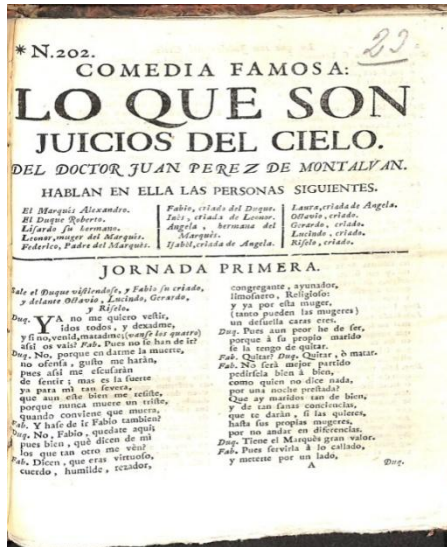 23
* N.202.
COMEDIA FAMOSA:
LO QUE SON
JUICIOS DEL CIELO.
DEL DOCTOR JUAN PEREZ DE MONTALVAN.
HABLAN EN ELLA LAS PERSONAS SIGUIENTES.
El Marquès Alexandro.
El Duque Roberto.
Lisardo su hermano.
Leonor, muger del Marquès.
Federico, Padre del Marquès.
Fabio, criado del Duque.
Inès, criada de Leonor.
Angela, hermana del
Marquès.
Isabèl, criada de Angela.
Laura, criada de Angela.
Octavio, criado.
Gerardo, criado.
Lucindo, criado.
Riselo, criado.
JORNADA PRIMERA.
Sale el Duque vistiendose, y Fabio su criado,
y delante Octavio, Lucindo, Gerardo,
y Riselo.
Duq. YA no me quiero vestir,
idos todos, y dexadme,
y si no, venid, matadme; (vanse los quatro)
assi os vais? Fab. Pues no se han de ir?
Duq. No, porque en darme la muerte,
no ofensa, gusto me haràn,
pues assi me escusaràn
de sentir; mas es la suerte
ya para mì tan severa,
que aun este bien me resiste,
porque nunca muere un triste,
quando conviene que muera,
Fab. Y hase de ir Fabio tambien?
Duq. No, Fabio, quedate aqui;
pues bien, què dicen de mì
los que tan otro me vèn?
Fab. Dicen, que eras virtuoso,
cuerdo, humilde, rezador,
congregante, ayunador,
limosnero, Religioso:
y ya por esta muger,
(tanto pueden las mugeres)
un desuella caras eres.
Duq. Pues aun peor he de ser,
porque à su propio marido
se la tengo de quitar.
Fab. Quitar? Duq. Quitar, ò matar.
Fab. No serà mejor partido
pedirsela bien à bien,
como quien no dice nada,
por una noche prestada?
Que ay maridos tan de bien,
y de tan sanas conciencias,
que te daràn, si las quieres,
hasta sus propias mugeres,
por no andar en diferencias.
Duq. Tiene el Marquès gran valor.
Fab. Pues servirla à lo callado,
y meterte por un lado,
A
Duq.